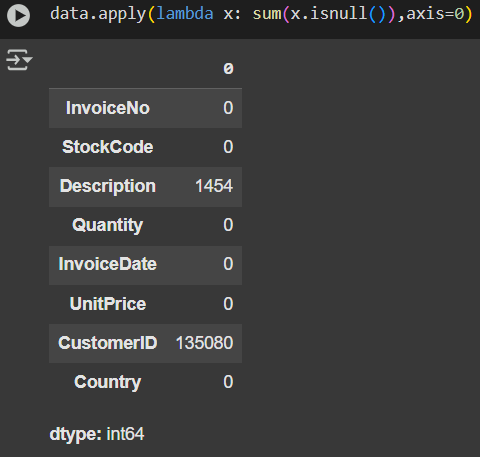 data.apply(lambda x: sum(x.isnull()),axis=0)
0
InvoiceNo 0
StockCode 0
Description 1454
Quantity 0
InvoiceDate 0
UnitPrice 0
CustomerID 135080
Country 0
dtype: int64